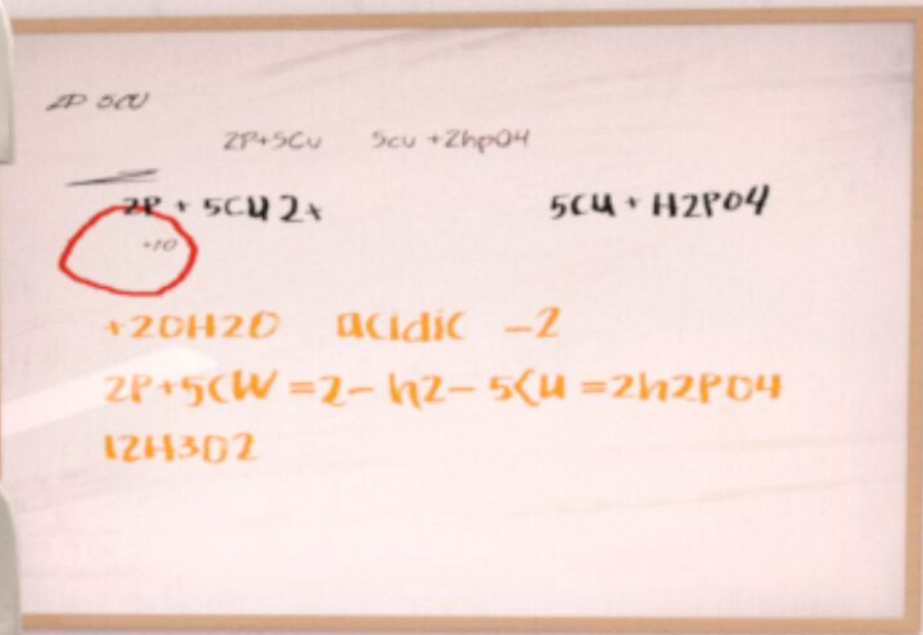 2P 5CU
2P+5Cu 5cu +2hpO4
2P + 5CU 2+ 5CU + H2PO4
+10
+20H20 acidic -2
2P+5CW =2- h2- 5Cu =2h2PO4
12H3O2